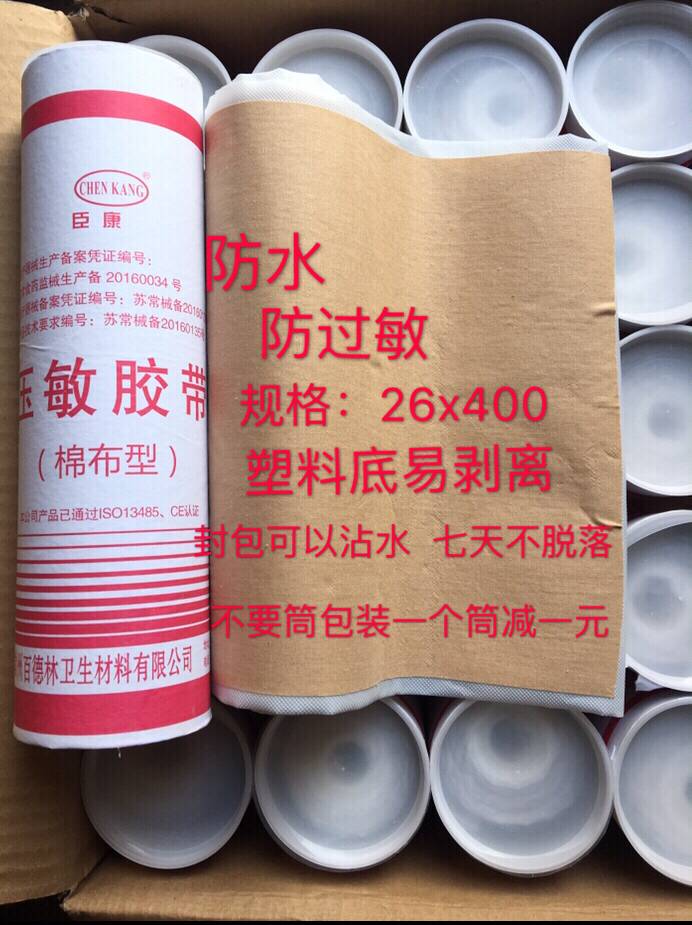 CHEN KANG®
臣康
械生产备案凭证编号:
食药监械生产备 20160034 号
械备案凭证编号: 苏常械备2016
技术要求编号: 苏常械备20160135
压敏胶带
(棉布型)
公司产品已通过ISO13485、CE认证
百德林卫生材料有限公司
防水
防过敏
规格: 26x400
塑料底易剥离
封包可以沾水 七天不脱落
不要筒包装一个筒减一元